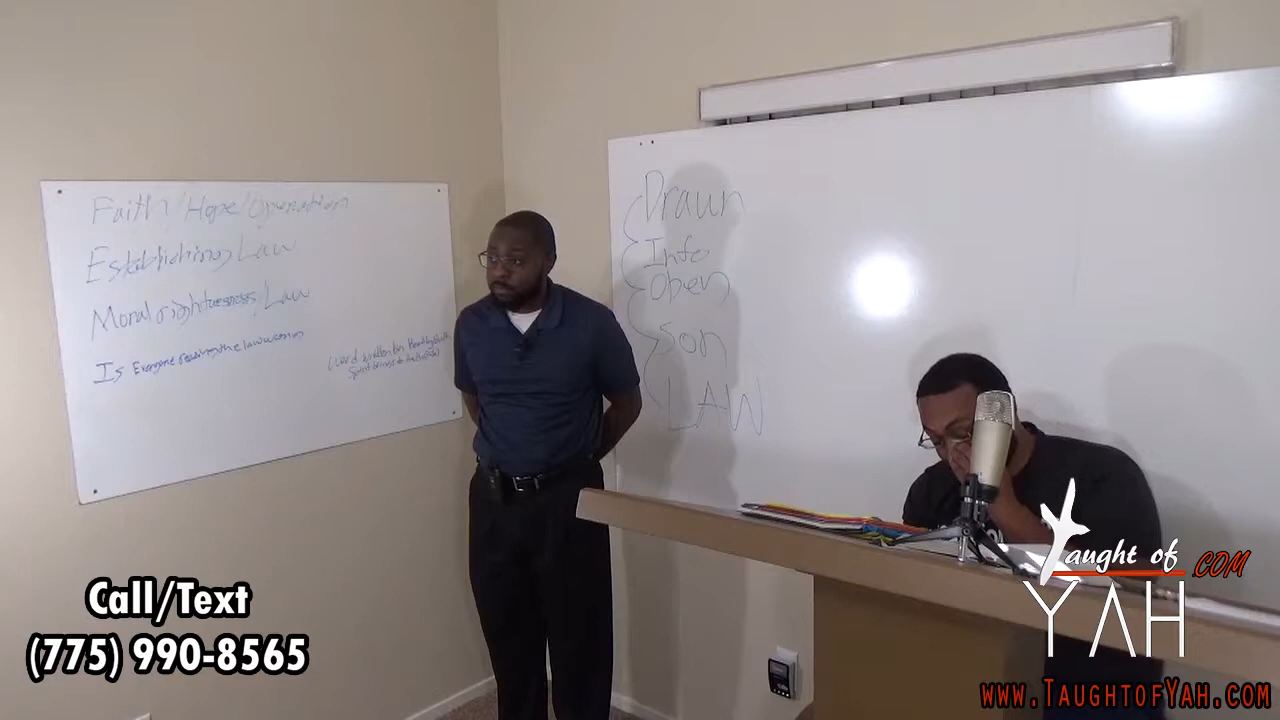 Faith/Hope/Operation
Establishing Law
Moral righteousness Law
Is Everyone the law
Drawn
Info
Open
Son
LAW
Call/Text
(775) 990-8565
Taught of .COM
YAH
www.TaughtofYah.com